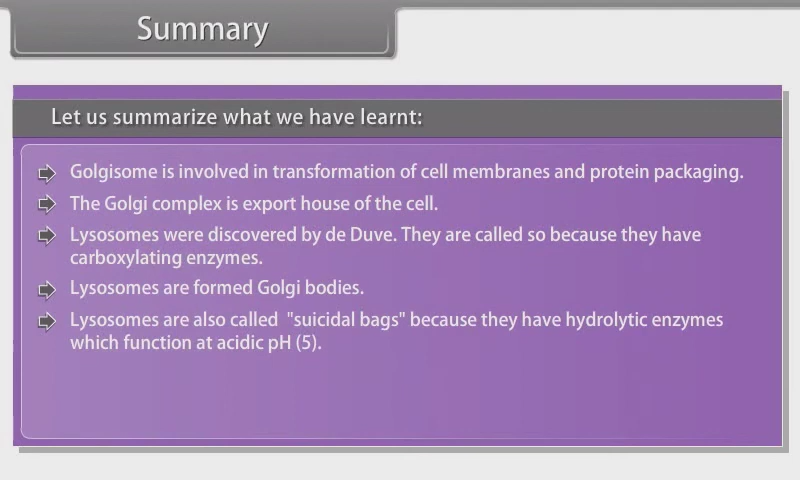 Summary
Let us summarize what we have learnt:
Golgisome is involved in transformation of cell membranes and protein packaging.
The Golgi complex is export house of the cell.
Lysosomes were discovered by de Duve. They are called so because they have
carboxylating enzymes.
Lysosomes are formed Golgi bodies.
Lysosomes are also called "suicidal bags" because they have hydrolytic enzymes
which function at acidic pH (5).